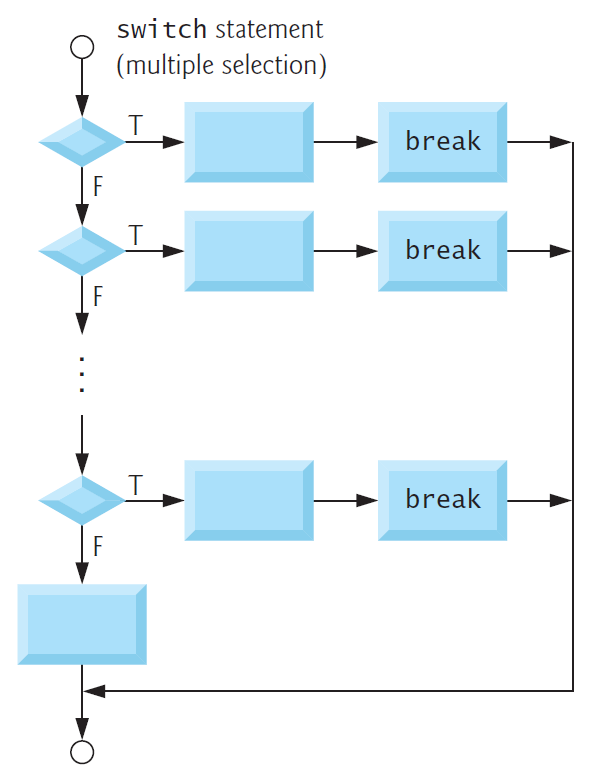 switch statement
(multiple selection)
T
break
F
T
break
F
.
.
.
T
break
F